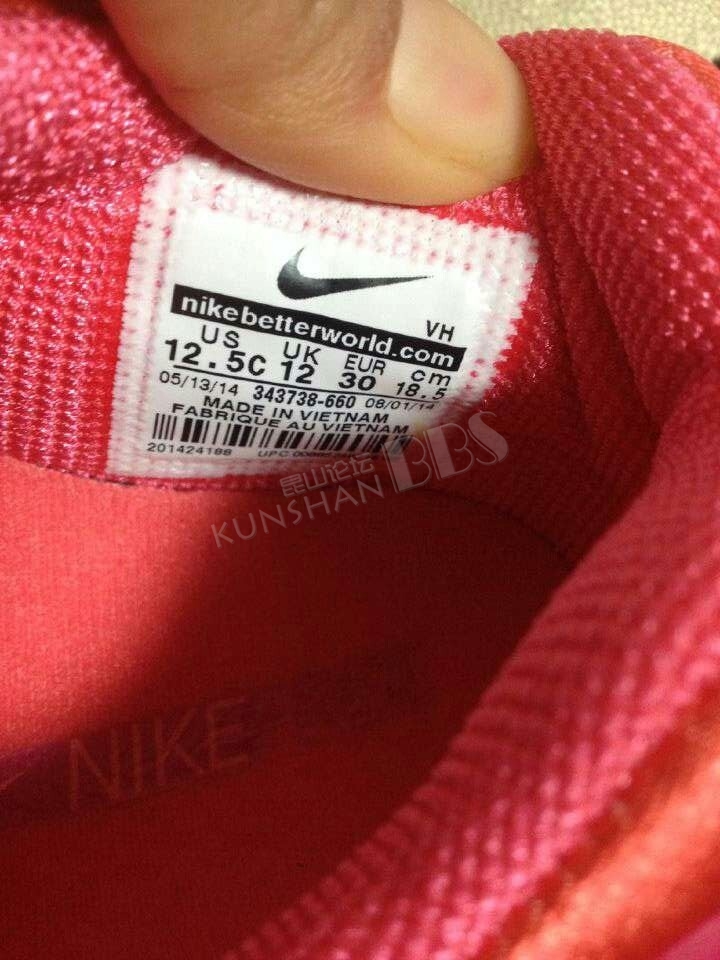 nikebetterworld.com
VH
US UK EUR cm
12.5C 12 30 18.5
05/13/14 343738-660 08/01/14
MADE IN VIETNAM
FABRIQUE AU VIETNAM
201424188 UPC
昆山论坛
KUNSHAN BBS
NIKE